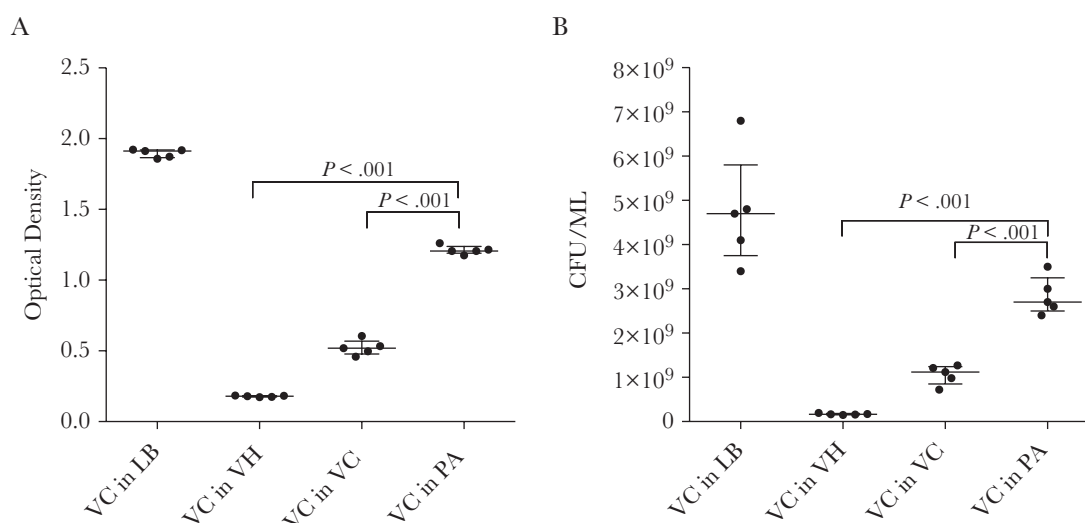 A
Optical Density
2.5
2.0
1.5
1.0
0.5
0.0
P < .001
P < .001
VC in LB
VC in VH
VC in VC
VC in PA
B
CFU/ML
8×10⁹
7×10⁹
6×10⁹
5×10⁹
4×10⁹
3×10⁹
2×10⁹
1×10⁹
0
P < .001
P < .001
VC in LB
VC in VH
VC in VC
VC in PA